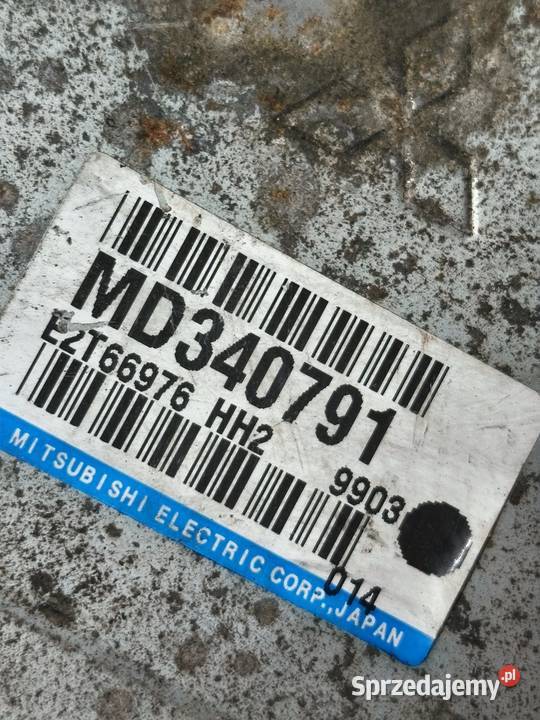 MD340791
E2T66976 HH2
9903
014
MITSUBISHI ELECTRIC CORP.,JAPAN
Sprzedajemy.pl